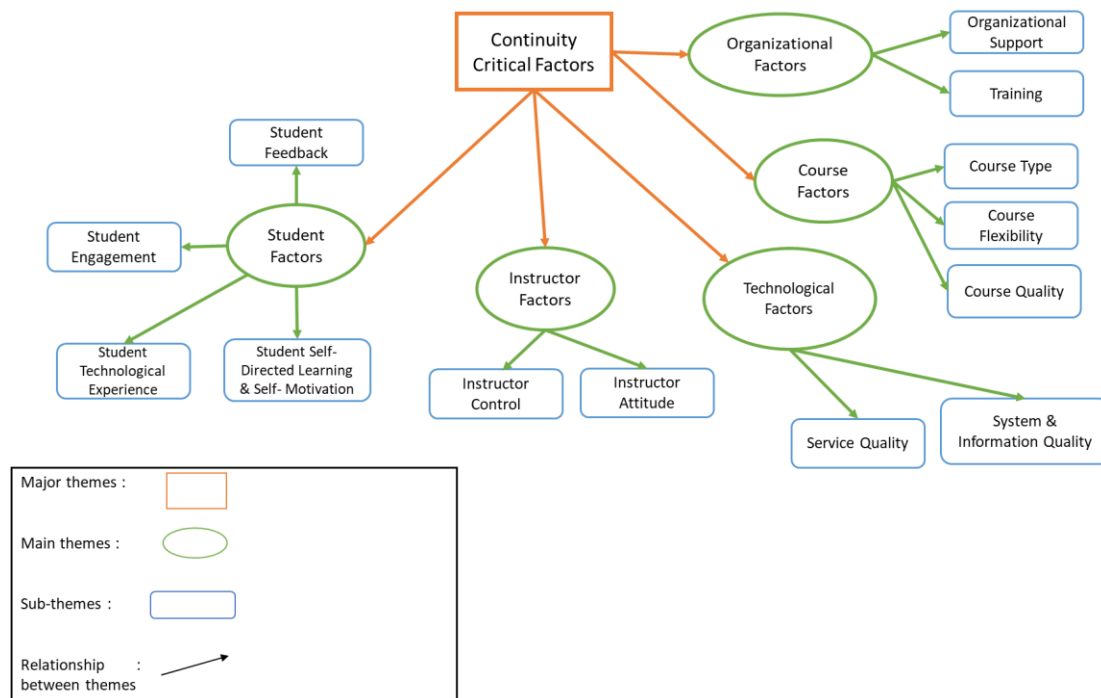 Continuity
Critical Factors
Organizational
Factors
Organizational
Support
Training
Course
Factors
Course Type
Course
Flexibility
Course Quality
Student
Feedback
Student
Factors
Student
Engagement
Student
Technological
Experience
Student Self-
Directed Learning
& Self- Motivation
Instructor
Factors
Instructor
Control
Instructor
Attitude
Technological
Factors
Service Quality
System &
Information Quality
Major themes :
Main themes :
Sub-themes :
Relationship :
between themes